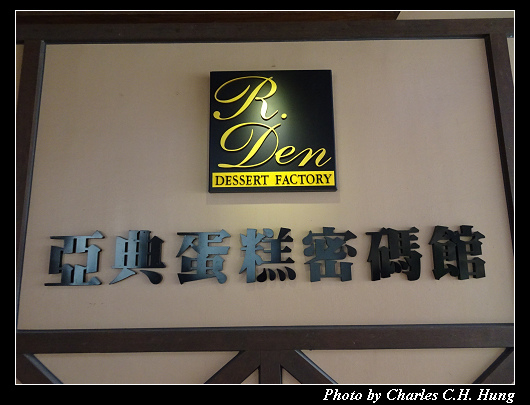 R.
Den
DESSERT FACTORY
亞典蛋糕密碼館
Photo by Charles C.H. Hung